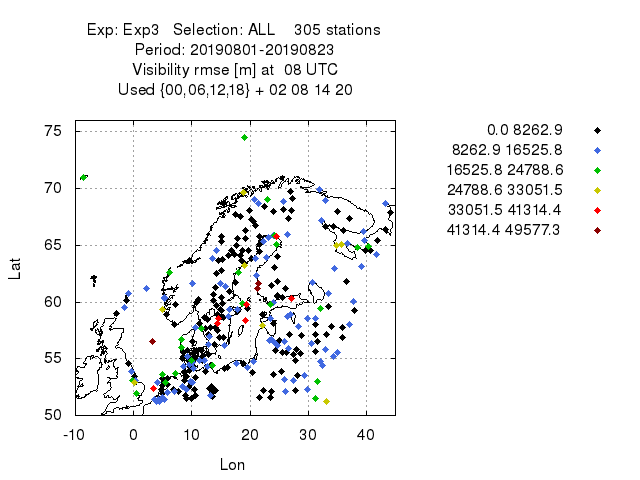 Exp: Exp3 Selection: ALL 305 stations
Period: 20190801-20190823
Visibility rmse [m] at 08 UTC
Used {00,06,12,18} + 02 08 14 20
0.0 8262.9
8262.9 16525.8
16525.8 24788.6
24788.6 33051.5
33051.5 41314.4
41314.4 49577.3
75
70
65
60
55
50
Lat
-10 0 10 20 30 40
Lon